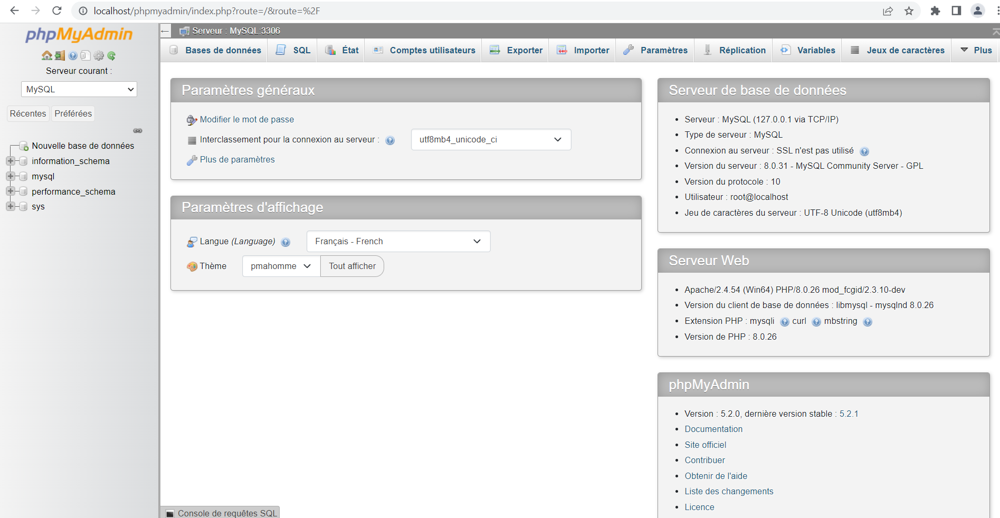 localhost/phpmyadmin/index.php?route=/&route=%2F
phpMyAdmin
Serveur courant :
MySQL
Récentes Préférées
Nouvelle base de données
information_schema
mysql
performance_schema
sys
Serveur : MySQL:3306
Bases de données SQL État Comptes utilisateurs Exporter Importer Paramètres Réplication Variables Jeux de caractères Plus
Paramètres généraux
Modifier le mot de passe
Interclassement pour la connexion au serveur : utf8mb4_unicode_ci
Plus de paramètres
Paramètres d'affichage
Langue (Language) Français - French
Thème pmahomme Tout afficher
Serveur de base de données
Serveur : MySQL (127.0.0.1 via TCP/IP)
Type de serveur : MySQL
Connexion au serveur : SSL n'est pas utilisé
Version du serveur : 8.0.31 - MySQL Community Server - GPL
Version du protocole : 10
Utilisateur : root@localhost
Jeu de caractères du serveur : UTF-8 Unicode (utf8mb4)
Serveur Web
Apache/2.4.54 (Win64) PHP/8.0.26 mod_fcgid/2.3.10-dev
Version du client de base de données : libmysql - mysqlnd 8.0.26
Extension PHP : mysqli curl mbstring
Version de PHP : 8.0.26
phpMyAdmin
Version : 5.2.0, dernière version stable : 5.2.1
Documentation
Site officiel
Contribuer
Obtenir de l'aide
Liste des changements
Licence
Console de requêtes SQL